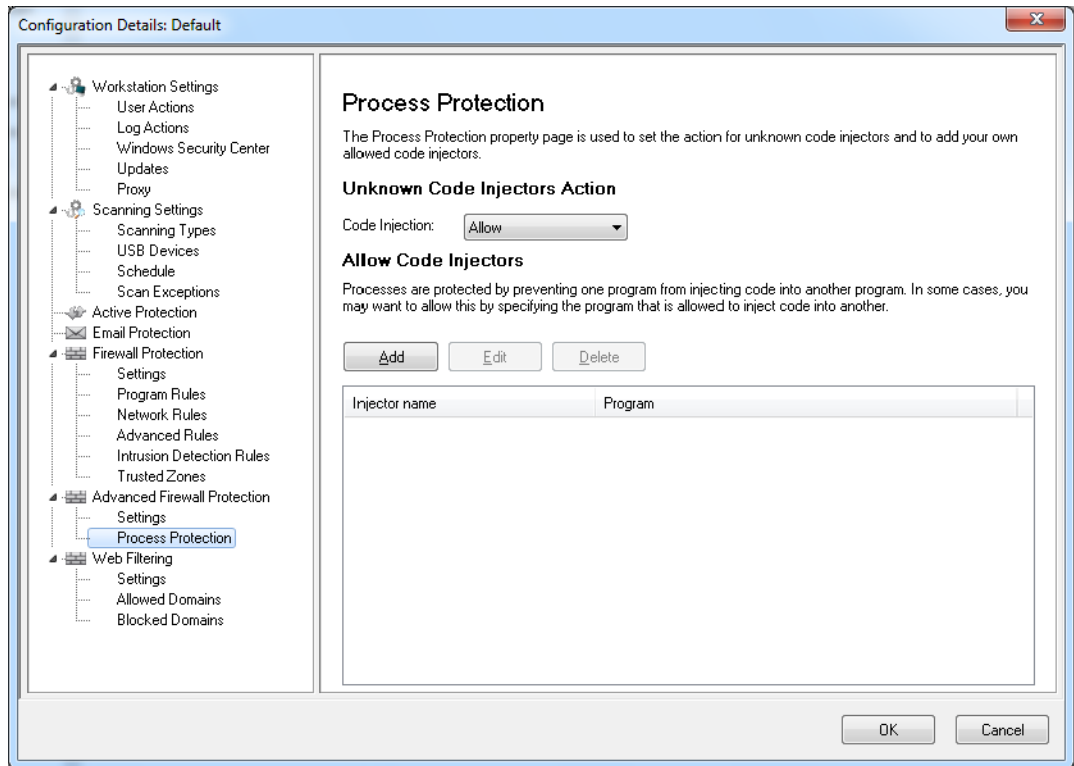 Configuration Details: Default
x
Workstation Settings
User Actions
Log Actions
Windows Security Center
Updates
Proxy
Scanning Settings
Scanning Types
USB Devices
Schedule
Scan Exceptions
Active Protection
Email Protection
Firewall Protection
Settings
Program Rules
Network Rules
Advanced Rules
Intrusion Detection Rules
Trusted Zones
Advanced Firewall Protection
Settings
Process Protection
Web Filtering
Settings
Allowed Domains
Blocked Domains
Process Protection
The Process Protection property page is used to set the action for unknown code injectors and to add your own
allowed code injectors.
Unknown Code Injectors Action
Code Injection: Allow
Allow Code Injectors
Processes are protected by preventing one program from injecting code into another program. In some cases, you
may want to allow this by specifying the program that is allowed to inject code into another.
Add Edit Delete
Injector name Program
OK Cancel